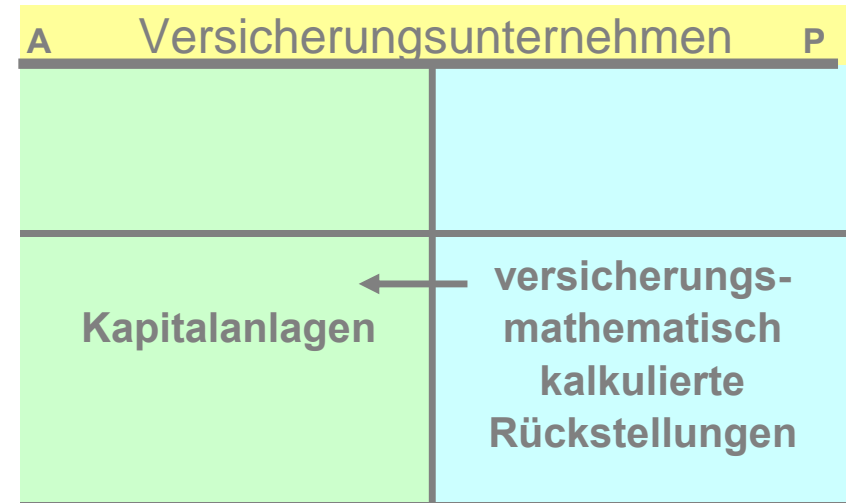 A Versicherungsunternehmen P
versicherungs-
Kapitalanlagen mathematisch
kalkulierte
Rückstellungen